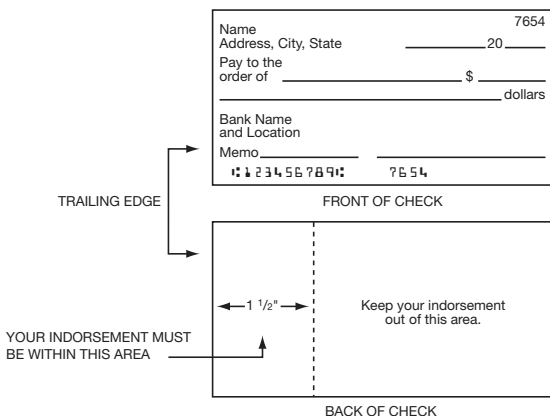 7654
Name
Address, City, State 20
Pay to the
order of $
dollars
Bank Name
and Location
Memo
⑆123456789⑆ 7654
TRAILING EDGE
FRONT OF CHECK
1 1/2"
Keep your indorsement
out of this area.
YOUR INDORSEMENT MUST
BE WITHIN THIS AREA
BACK OF CHECK